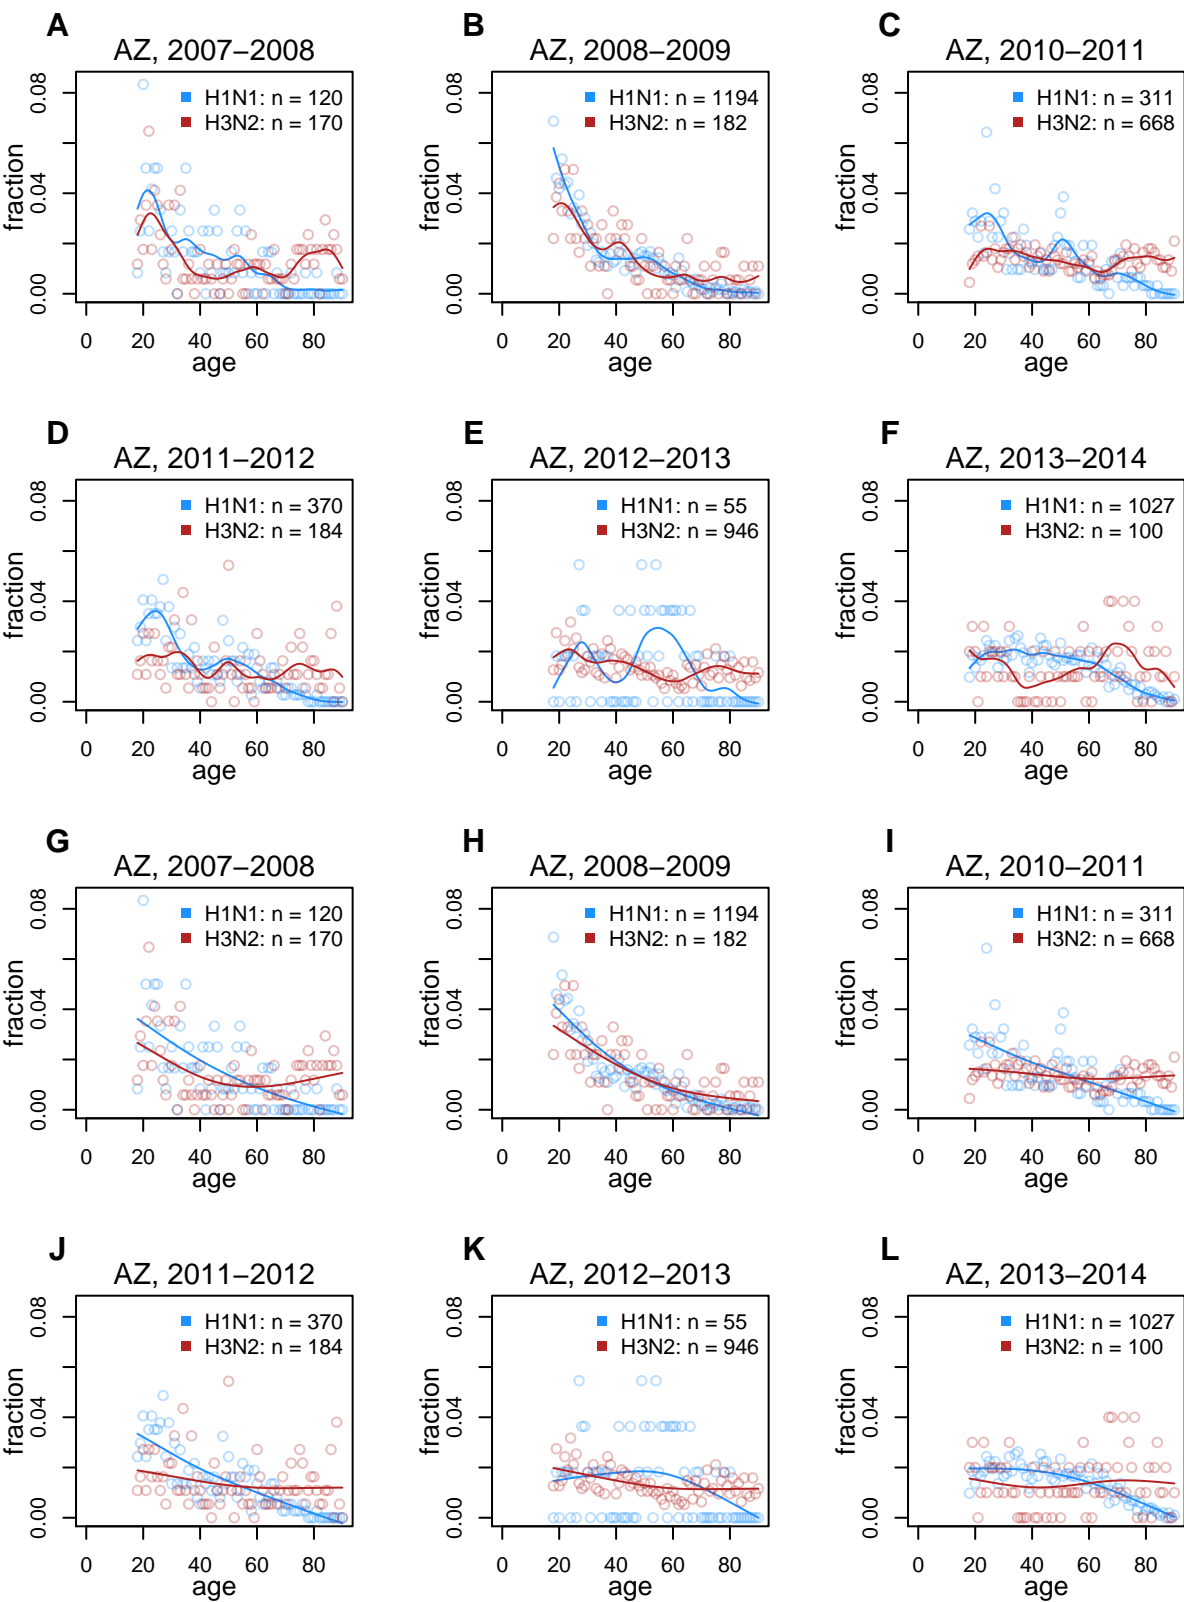 A
AZ, 2007−2008
fraction
0.08
0.04
0.00
H1N1: n = 120
H3N2: n = 170
0 20 40 60 80
age
B
AZ, 2008−2009
fraction
0.08
0.04
0.00
H1N1: n = 1194
H3N2: n = 182
0 20 40 60 80
age
C
AZ, 2010−2011
fraction
0.08
0.04
0.00
H1N1: n = 311
H3N2: n = 668
0 20 40 60 80
age
D
AZ, 2011−2012
fraction
0.08
0.04
0.00
H1N1: n = 370
H3N2: n = 184
0 20 40 60 80
age
E
AZ, 2012−2013
fraction
0.08
0.04
0.00
H1N1: n = 55
H3N2: n = 946
0 20 40 60 80
age
F
AZ, 2013−2014
fraction
0.08
0.04
0.00
H1N1: n = 1027
H3N2: n = 100
0 20 40 60 80
age
G
AZ, 2007−2008
fraction
0.08
0.04
0.00
H1N1: n = 120
H3N2: n = 170
0 20 40 60 80
age
H
AZ, 2008−2009
fraction
0.08
0.04
0.00
H1N1: n = 1194
H3N2: n = 182
0 20 40 60 80
age
I
AZ, 2010−2011
fraction
0.08
0.04
0.00
H1N1: n = 311
H3N2: n = 668
0 20 40 60 80
age
J
AZ, 2011−2012
fraction
0.08
0.04
0.00
H1N1: n = 370
H3N2: n = 184
0 20 40 60 80
age
K
AZ, 2012−2013
fraction
0.08
0.04
0.00
H1N1: n = 55
H3N2: n = 946
0 20 40 60 80
age
L
AZ, 2013−2014
fraction
0.08
0.04
0.00
H1N1: n = 1027
H3N2: n = 100
0 20 40 60 80
age